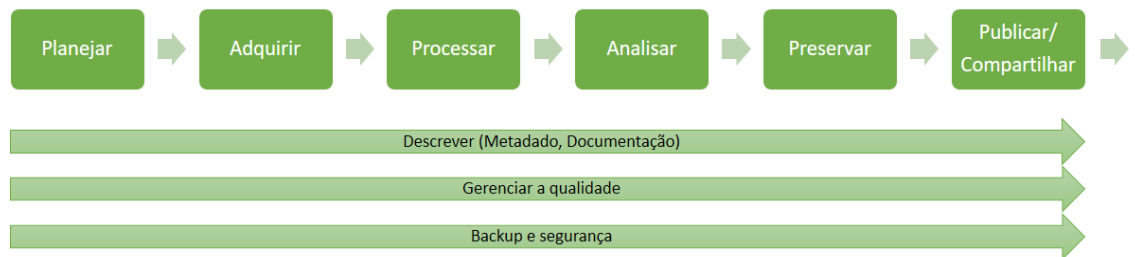 Planejar
Adquirir
Processar
Analisar
Preservar
Publicar/
Compartilhar
Descrever (Metadado, Documentação)
Gerenciar a qualidade
Backup e segurança